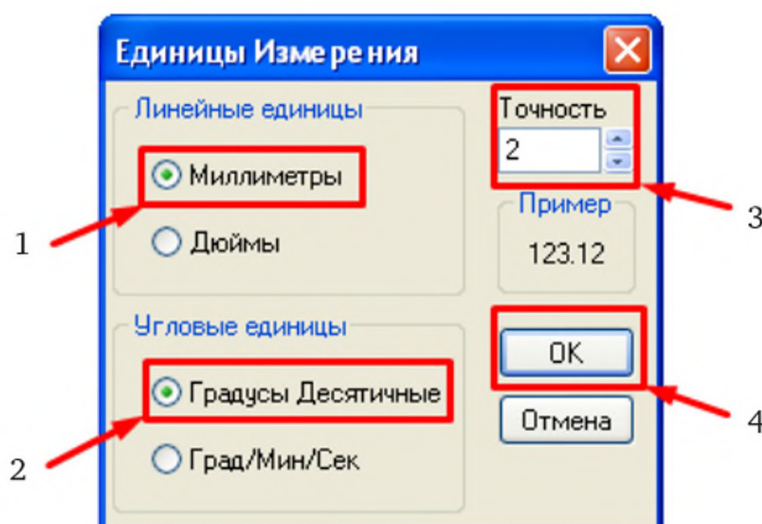 Единицы Измерения
Линейные единицы
Точность
2
Миллиметры
3
Пример
1
Дюймы
123.12
Угловые единицы
OK
Градусы Десятичные
Отмена
4
2
Град/Мин/Сек